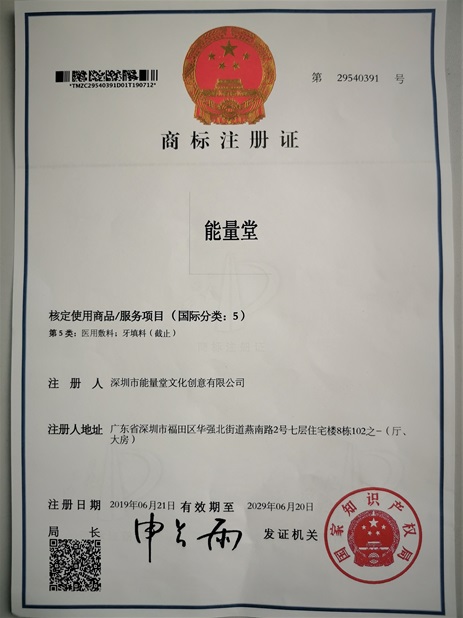 *TMZC29540391D01T190712*
第 29540391 号
商标注册证
能量堂
核定使用商品/服务项目（国际分类：5）
第5类：医用敷料；牙填料（截止）
注册人 深圳市能量堂文化创意有限公司
注册人地址 广东省深圳市福田区华强北街道燕南路2号七层住宅楼8栋102之一（厅、
大房）
注册日期 2019年06月21日 有效期至 2029年06月20日
局长 申长雨 发证机关
国家知识产权局